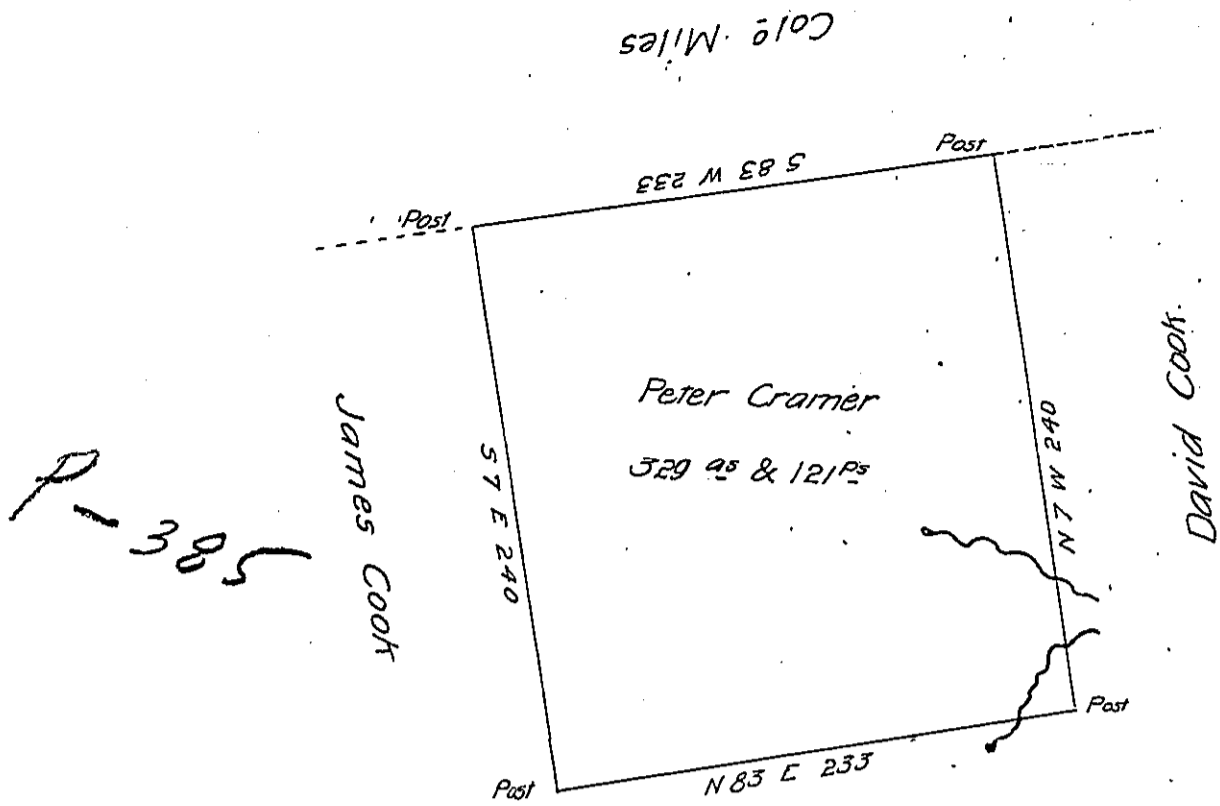 Colo. Miles
Post
S 83 W 233
Post
Peter Cramer
329 as & 121 Ps
James Cook
S 7 E 240
N 7 W 240
David Cook.
P-385
Post
N 83 E 233
Post